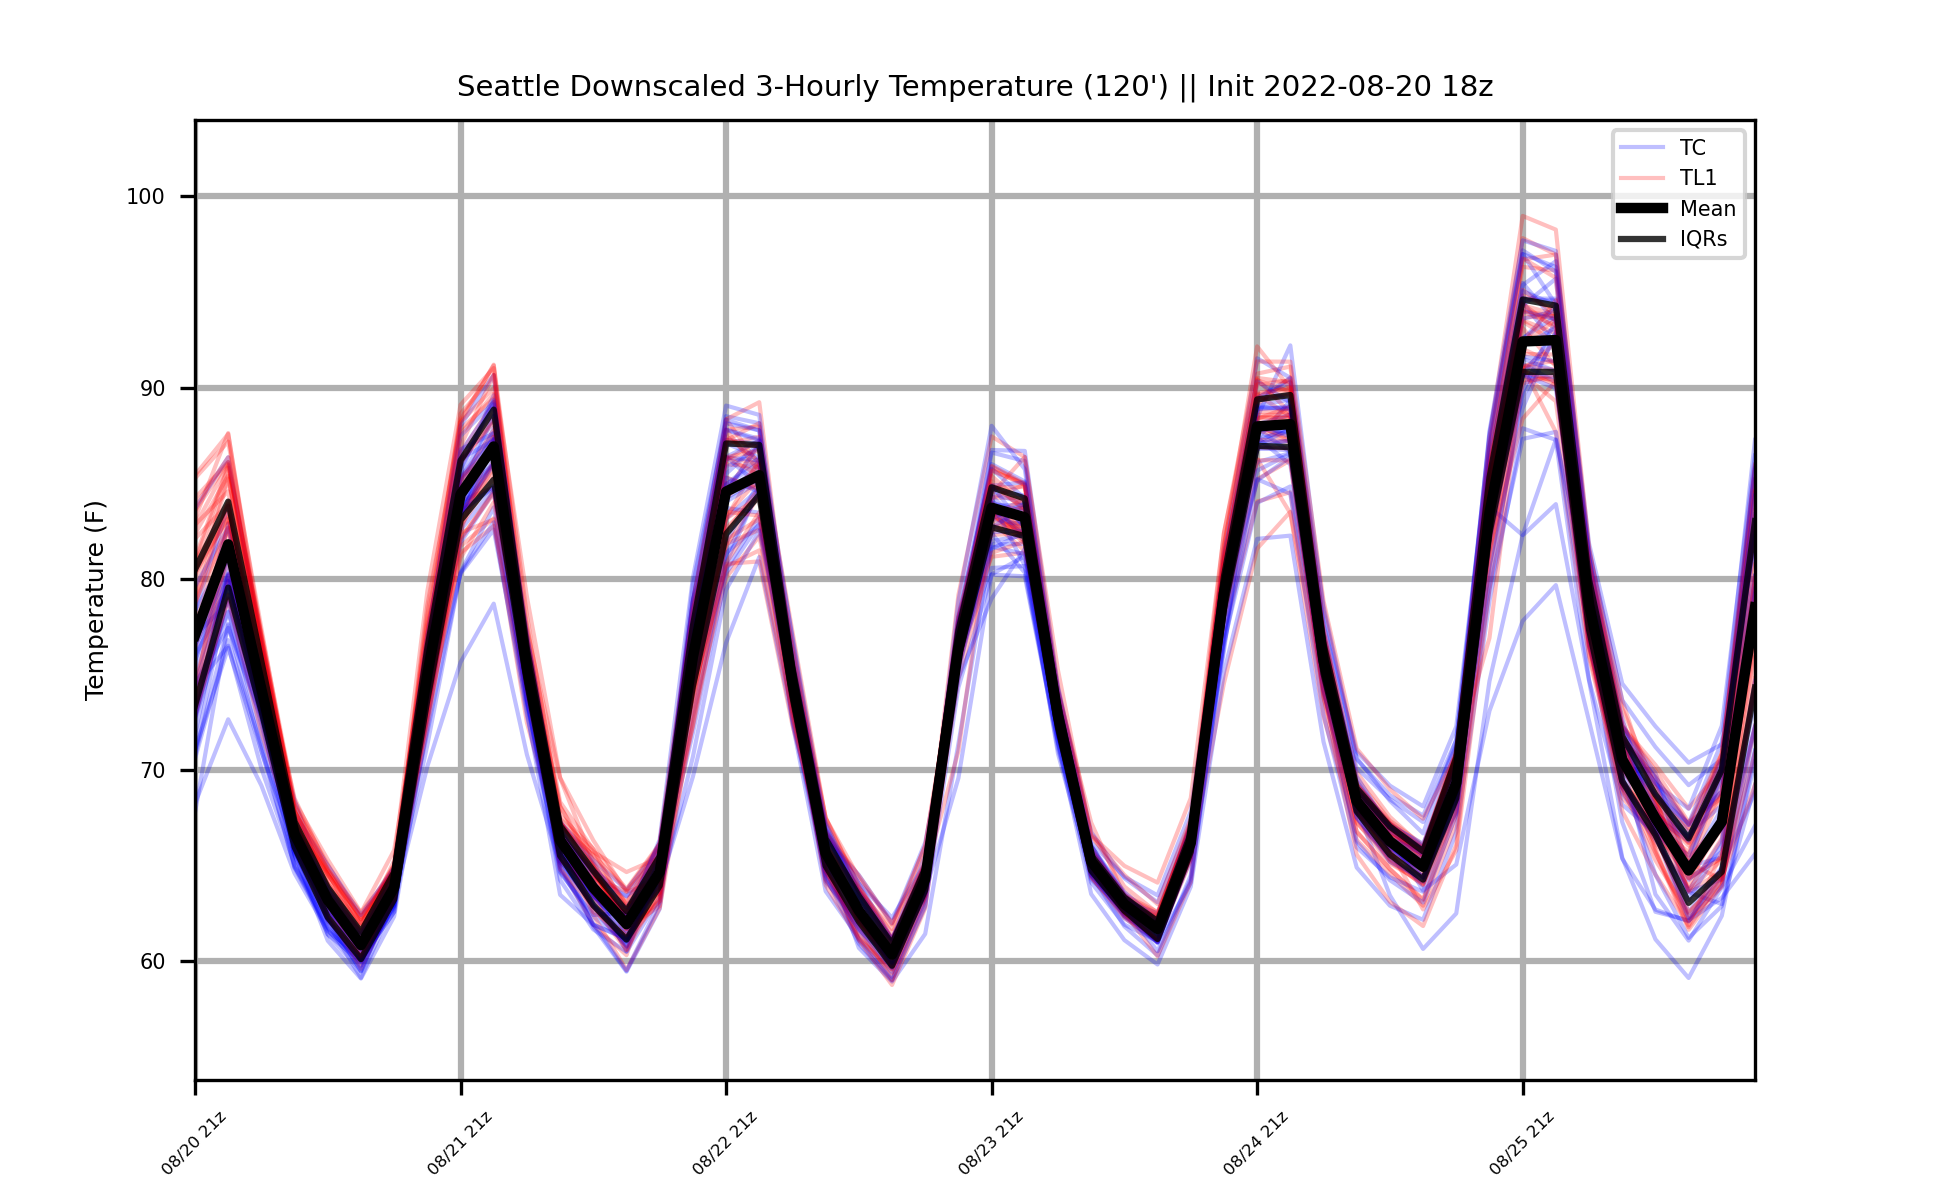 Seattle Downscaled 3-Hourly Temperature (120') || Init 2022-08-20 18z
TC
TL1
Mean
IQRs
Temperature (F)
100
90
80
70
60
08/20 21z
08/21 21z
08/22 21z
08/23 21z
08/24 21z
08/25 21z